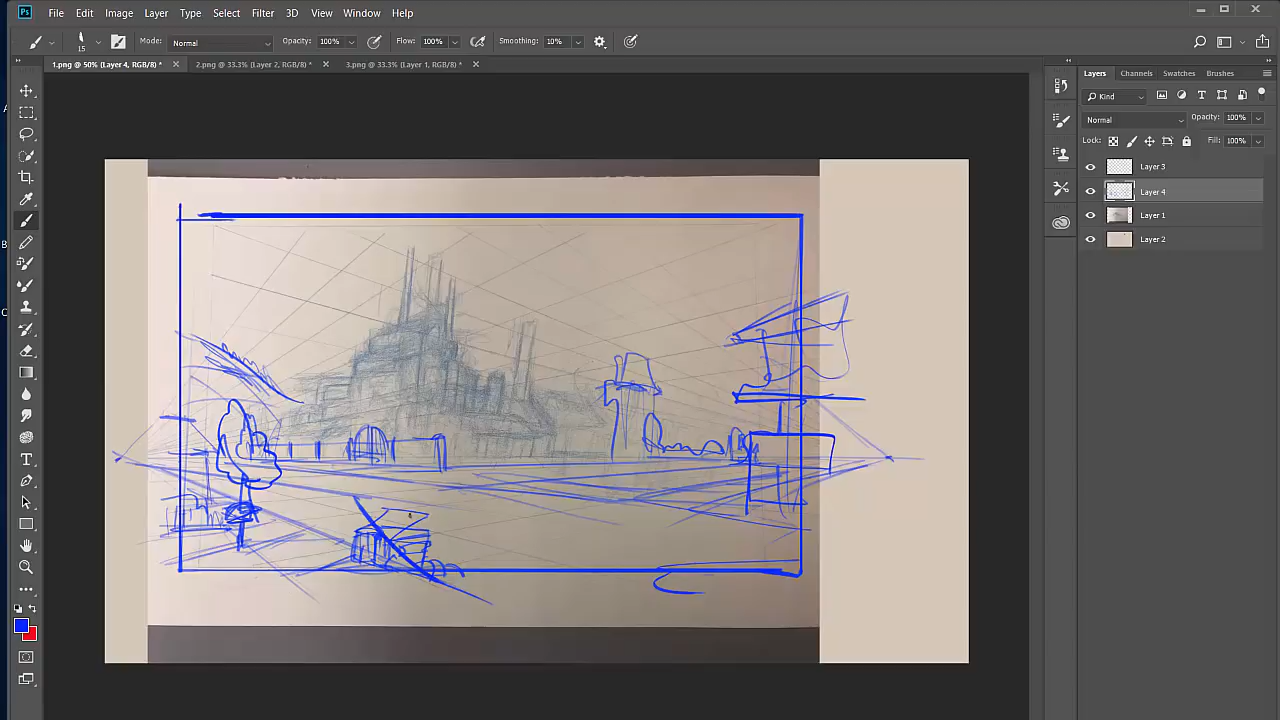 Ps File Edit Image Layer Type Select Filter 3D View Window Help
15 Mode: Normal Opacity: 100% Flow: 100% Smoothing: 10%
1.png @ 50% (Layer 4, RGB/8) * × 2.png @ 33.3% (Layer 2, RGB/8) * × 3.png @ 33.3% (Layer 1, RGB/8) * ×
Layers Channels Swatches Brushes
Kind
Normal Opacity: 100%
Lock: Fill: 100%
Layer 3
Layer 4
Layer 1
Layer 2